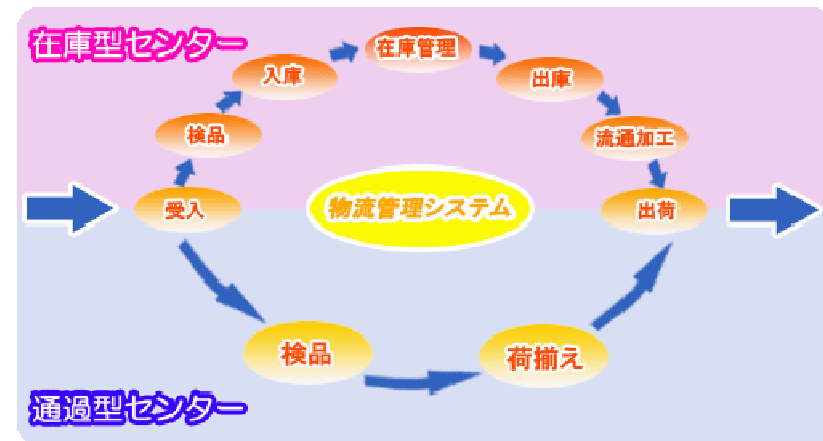 在庫型センター
在庫管理
入庫
出庫
検品
流通加工
受入
物流管理システム
出荷
検品
荷揃え
通過型センター